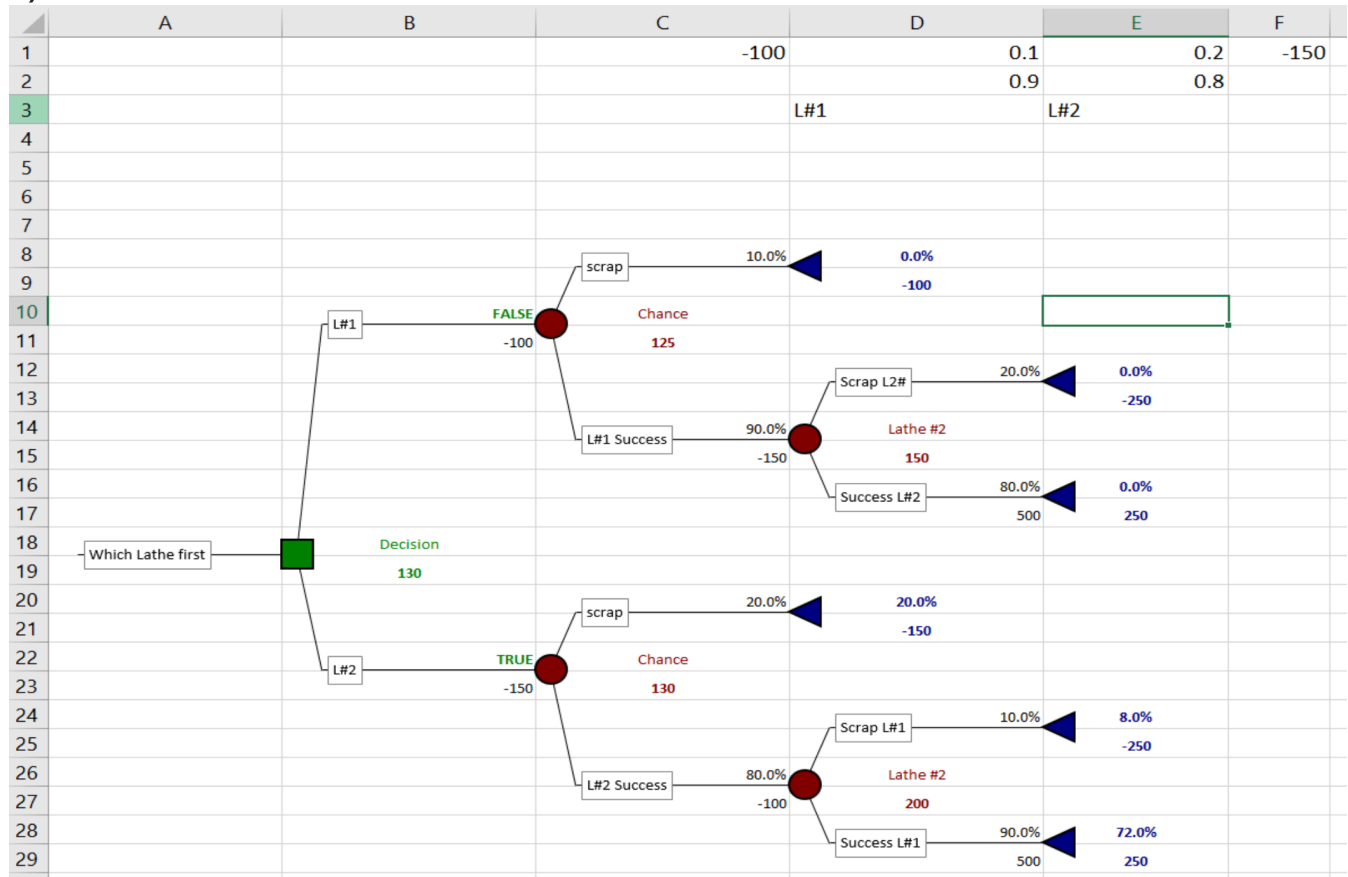 A B C D E F
1 -100 0.1 0.2 -150
2 0.9 0.8
3 L#1 L#2
4
5
6
7
8 scrap 10.0% 0.0%
9 -100
10 L#1 FALSE Chance
11 -100 125
12 Scrap L2# 20.0% 0.0%
13 -250
14 L#1 Success 90.0% Lathe #2
15 -150 150
16 Success L#2 80.0% 0.0%
17 500 250
18 Which Lathe first Decision
19 130
20 scrap 20.0% 20.0%
21 -150
22 L#2 TRUE Chance
23 -150 130
24 Scrap L#1 10.0% 8.0%
25 -250
26 L#2 Success 80.0% Lathe #2
27 -100 200
28 Success L#1 90.0% 72.0%
29 500 250